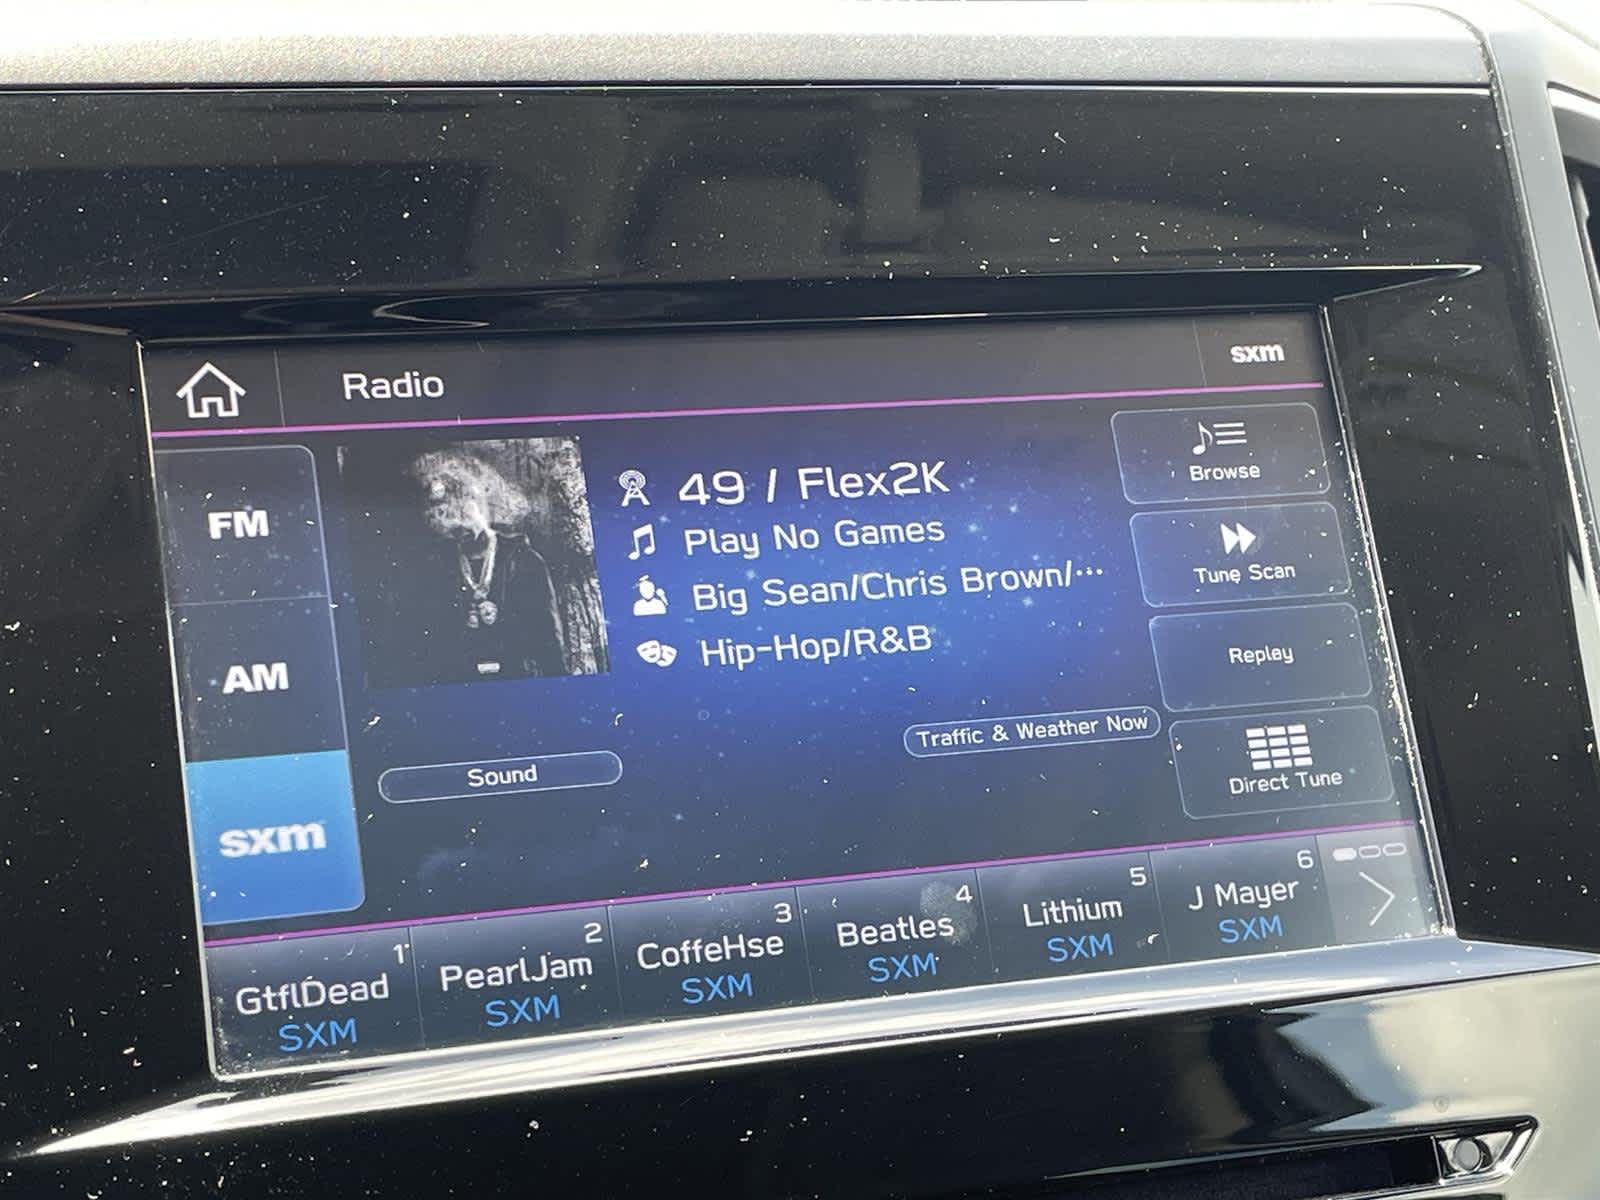 Radio
sxm
FM
AM
sxm
49 / Flex2K
Play No Games
Big Sean/Chris Brown/...
Hip-Hop/R&B
Sound
Traffic & Weather Now
Browse
Tune Scan
Replay
Direct Tune
1
GtflDead
SXM
2
PearlJam
SXM
3
CoffeHse
SXM
4
Beatles
SXM
5
Lithium
SXM
6
J Mayer
SXM